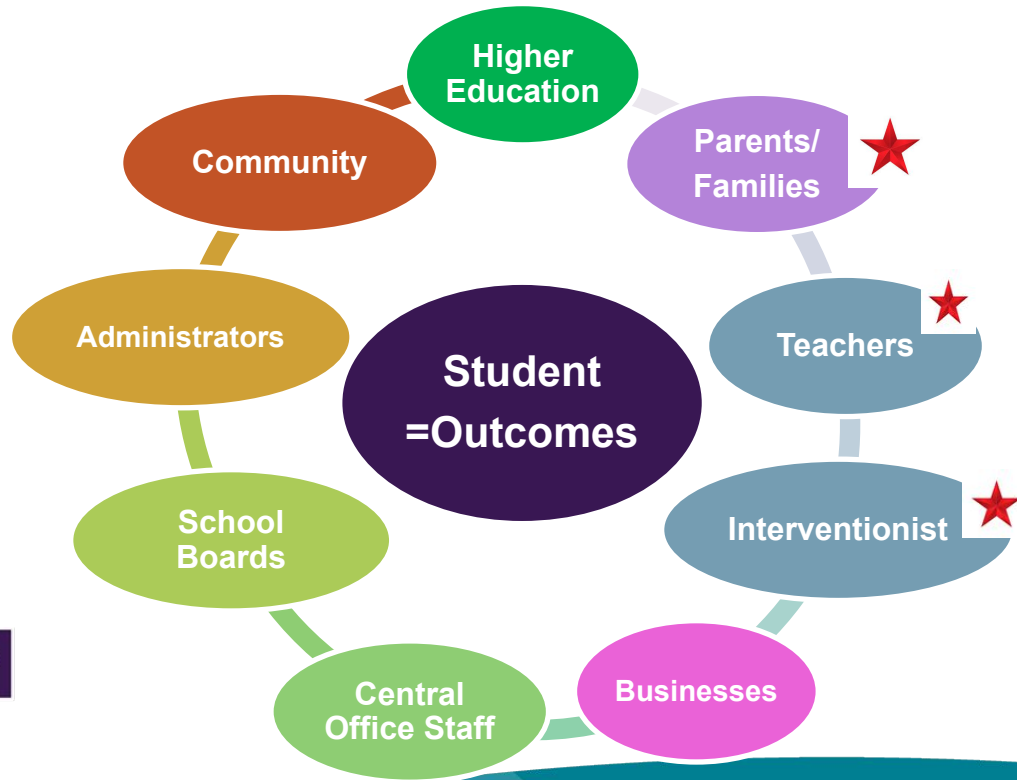 Higher
Education
Parents/
Families
Teachers
Interventionist
Businesses
Central
Office Staff
School
Boards
Administrators
Community
Student
=Outcomes